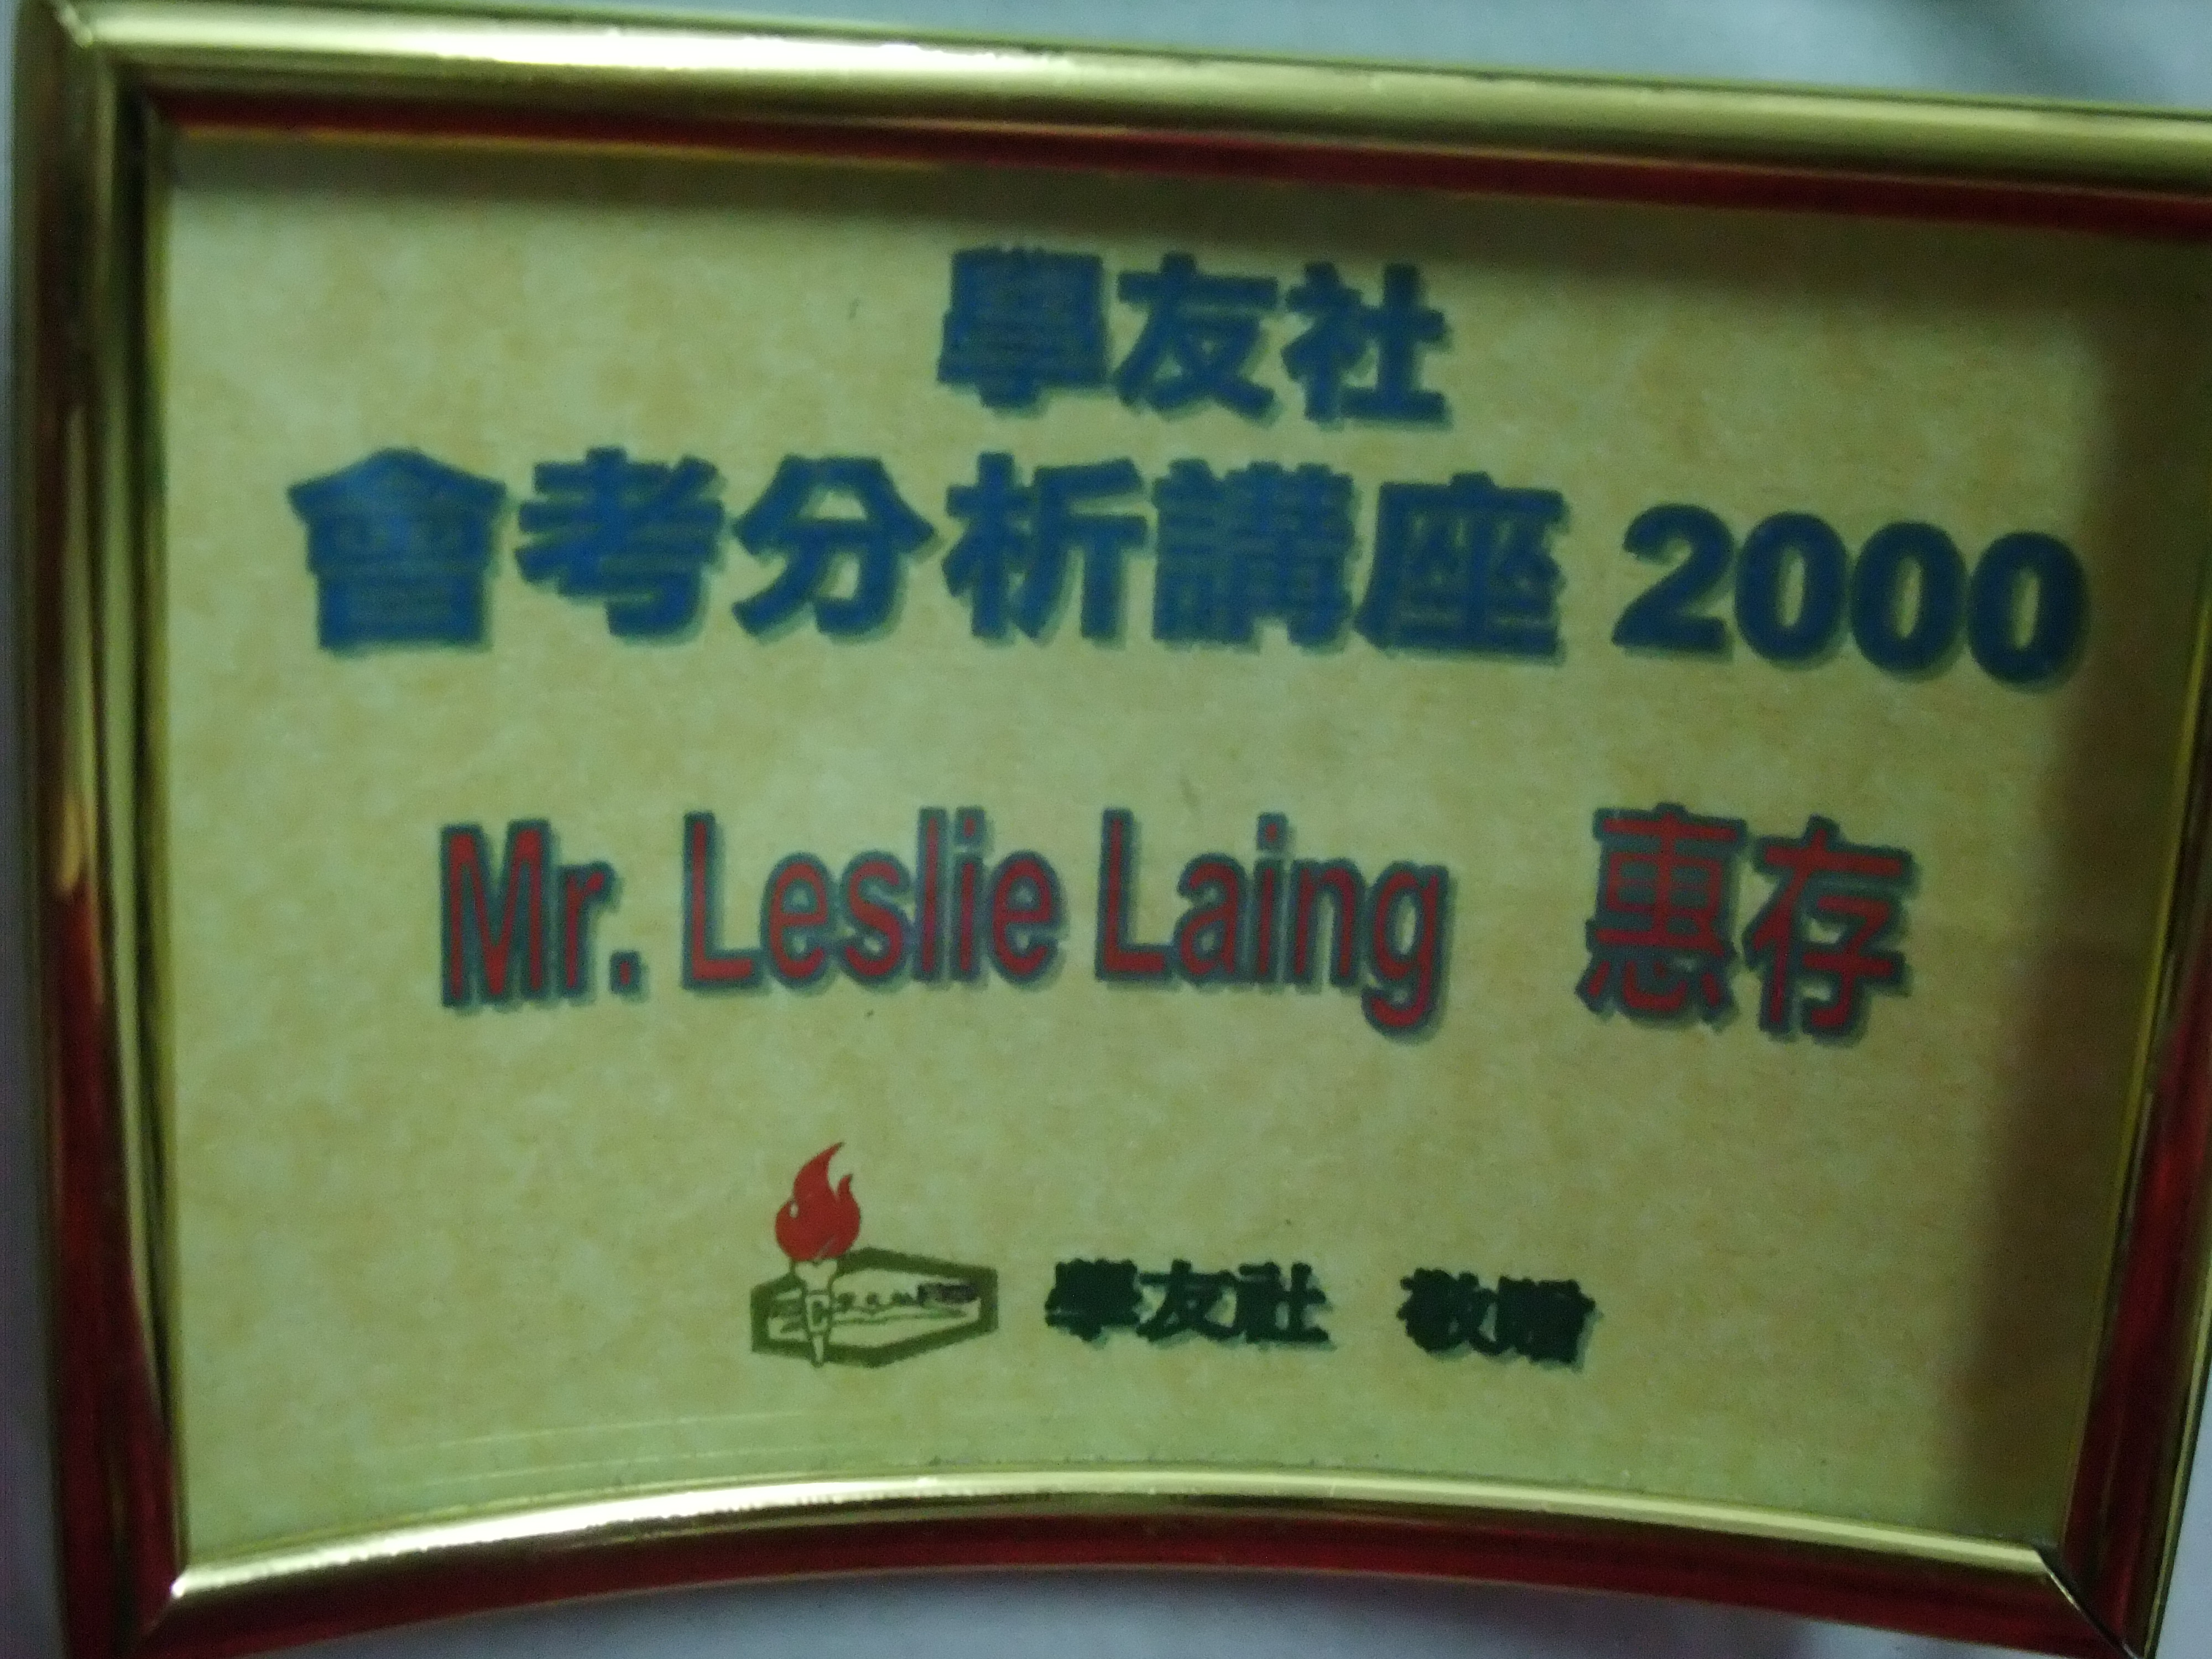 學友社
會考分析講座 2000
Mr. Leslie Laing 惠存
學友社 敬贈